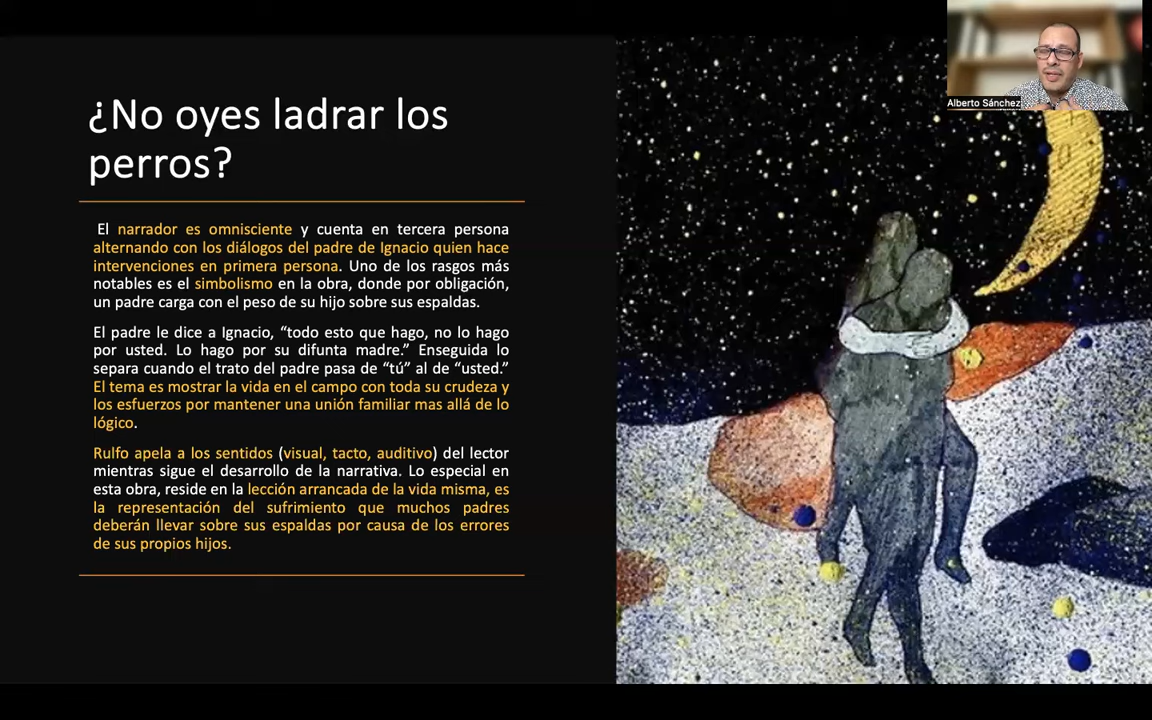 ¿No oyes ladrar los
perros?
El narrador es omnisciente y cuenta en tercera persona
alternando con los diálogos del padre de Ignacio quien hace
intervenciones en primera persona. Uno de los rasgos más
notables es el simbolismo en la obra, donde por obligación,
un padre carga con el peso de su hijo sobre sus espaldas.
El padre le dice a Ignacio, “todo esto que hago, no lo hago
por usted. Lo hago por su difunta madre.” Enseguida lo
separa cuando el trato del padre pasa de “tú” al de “usted.”
El tema es mostrar la vida en el campo con toda su crudeza y
los esfuerzos por mantener una unión familiar mas allá de lo
lógico.
Rulfo apela a los sentidos (visual, tacto, auditivo) del lector
mientras sigue el desarrollo de la narrativa. Lo especial en
esta obra, reside en la lección arrancada de la vida misma, es
la representación del sufrimiento que muchos padres
deberán llevar sobre sus espaldas por causa de los errores
de sus propios hijos.
Alberto Sánchez